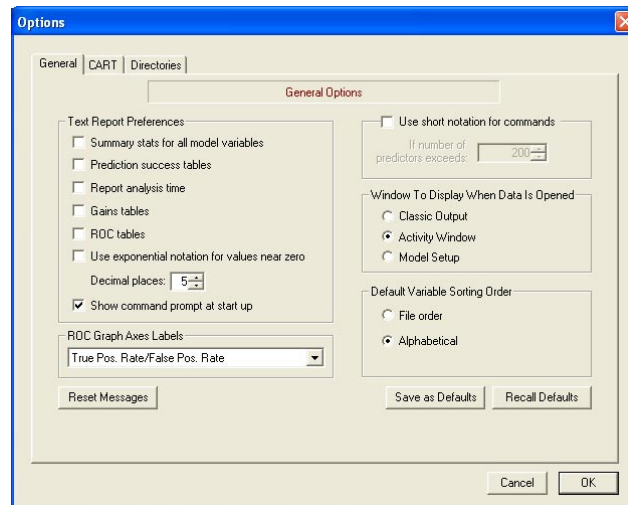 Options
General CART Directories
General Options
Text Report Preferences
Summary stats for all model variables
Prediction success tables
Report analysis time
Gains tables
ROC tables
Use exponential notation for values near zero
Decimal places: 5
Show command prompt at start up
ROC Graph Axes Labels
True Pos. Rate/False Pos. Rate
Reset Messages
Use short notation for commands
If number of
predictors exceeds: 200
Window To Display When Data Is Opened
Classic Output
Activity Window
Model Setup
Default Variable Sorting Order
File order
Alphabetical
Save as Defaults Recall Defaults
Cancel OK